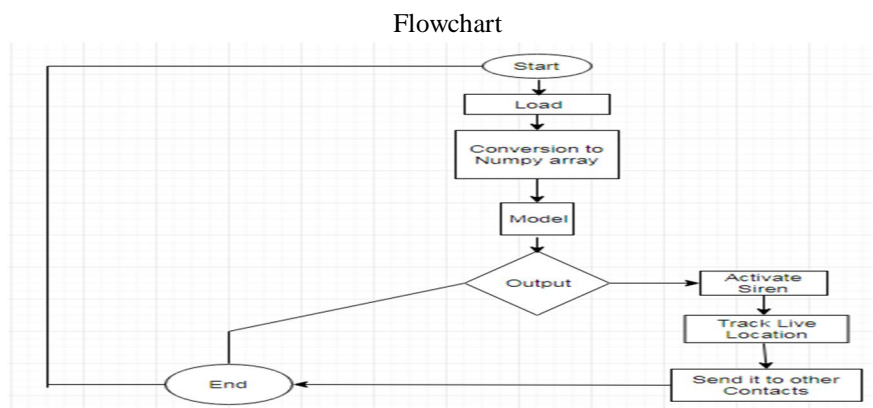 Flowchart
Start
Load
Conversion to
Numpy array
Model
Output
Activate
Siren
Track Live
Location
Send it to other
Contacts
End